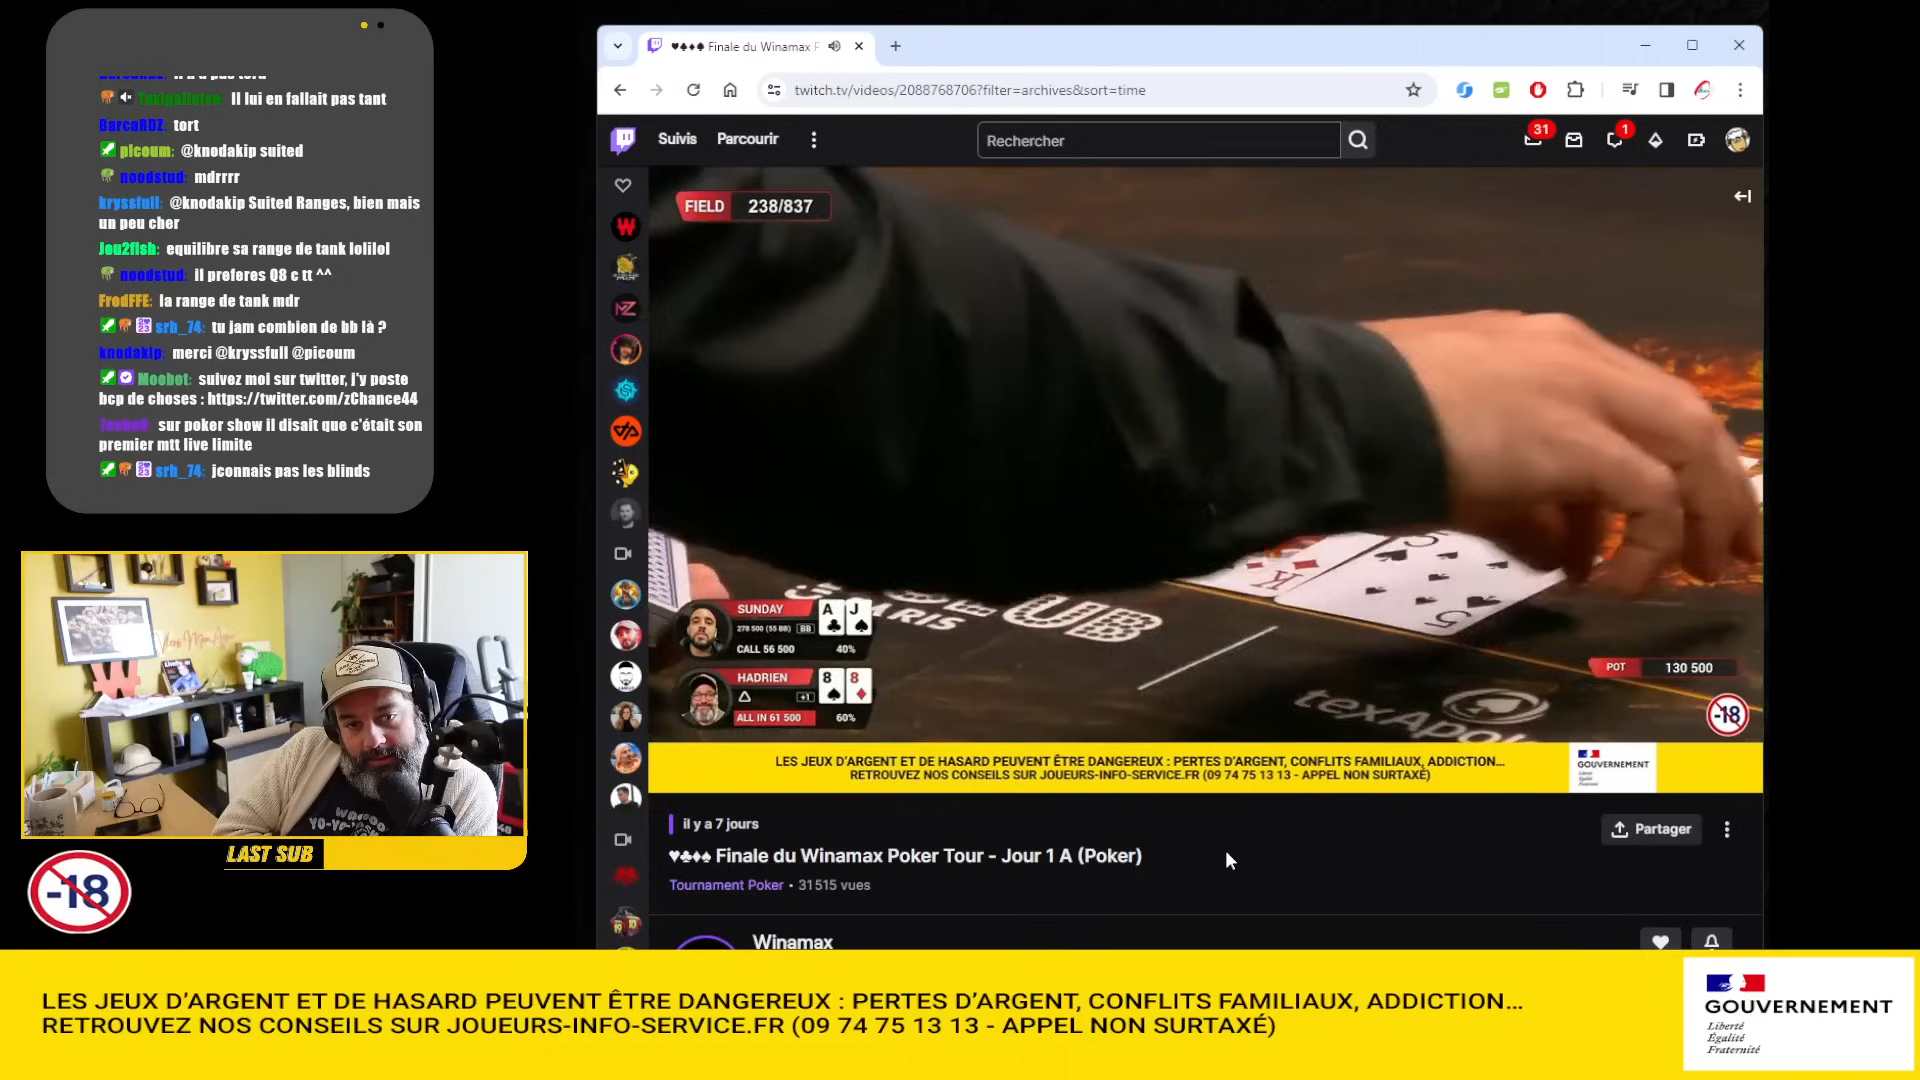 Il lui en fallait pas tant
BarcaRDZ: tort
picoum: @knodakip suited
noodstud: mdrrrr
kryssfull: @knodakip Suited Ranges, bien mais
un peu cher
Jou2fish: equilibre sa range de tank lolilol
noodstud: il preferes Q8 c tt ^^
FrodFFE: la range de tank mdr
srh_74: tu jam combien de bb là ?
knodakip: merci @kryssfull @picoum
Moobot: suivez moi sur twitter, j'y poste
bcp de choses : https://twitter.com/zChance44
sur poker show il disait que c'était son
premier mtt live limite
srh_74: jconnais pas les blinds
LAST SUB
-18
♥♣♦♠ Finale du Winamax P
twitch.tv/videos/2088768706?filter=archives&sort=time
Suivis Parcourir
Rechercher
31
1
FIELD 238/837
SUNDAY A J
278 500 (55 BB) BB
CALL 56 500 40%
HADRIEN 8 8
+1
ALL IN 61 500 60%
PARIS
K
5
5
texapo
POT 130 500
-18
LES JEUX D'ARGENT ET DE HASARD PEUVENT ÊTRE DANGEREUX : PERTES D'ARGENT, CONFLITS FAMILIAUX, ADDICTION...
RETROUVEZ NOS CONSEILS SUR JOUEURS-INFO-SERVICE.FR (09 74 75 13 13 - APPEL NON SURTAXÉ)
GOUVERNEMENT
il y a 7 jours
Partager
♥♣♦♠ Finale du Winamax Poker Tour - Jour 1 A (Poker)
Tournament Poker • 31 515 vues
Winamax
LES JEUX D'ARGENT ET DE HASARD PEUVENT ÊTRE DANGEREUX : PERTES D'ARGENT, CONFLITS FAMILIAUX, ADDICTION...
RETROUVEZ NOS CONSEILS SUR JOUEURS-INFO-SERVICE.FR (09 74 75 13 13 - APPEL NON SURTAXÉ)
GOUVERNEMENT
Liberté
Égalité
Fraternité